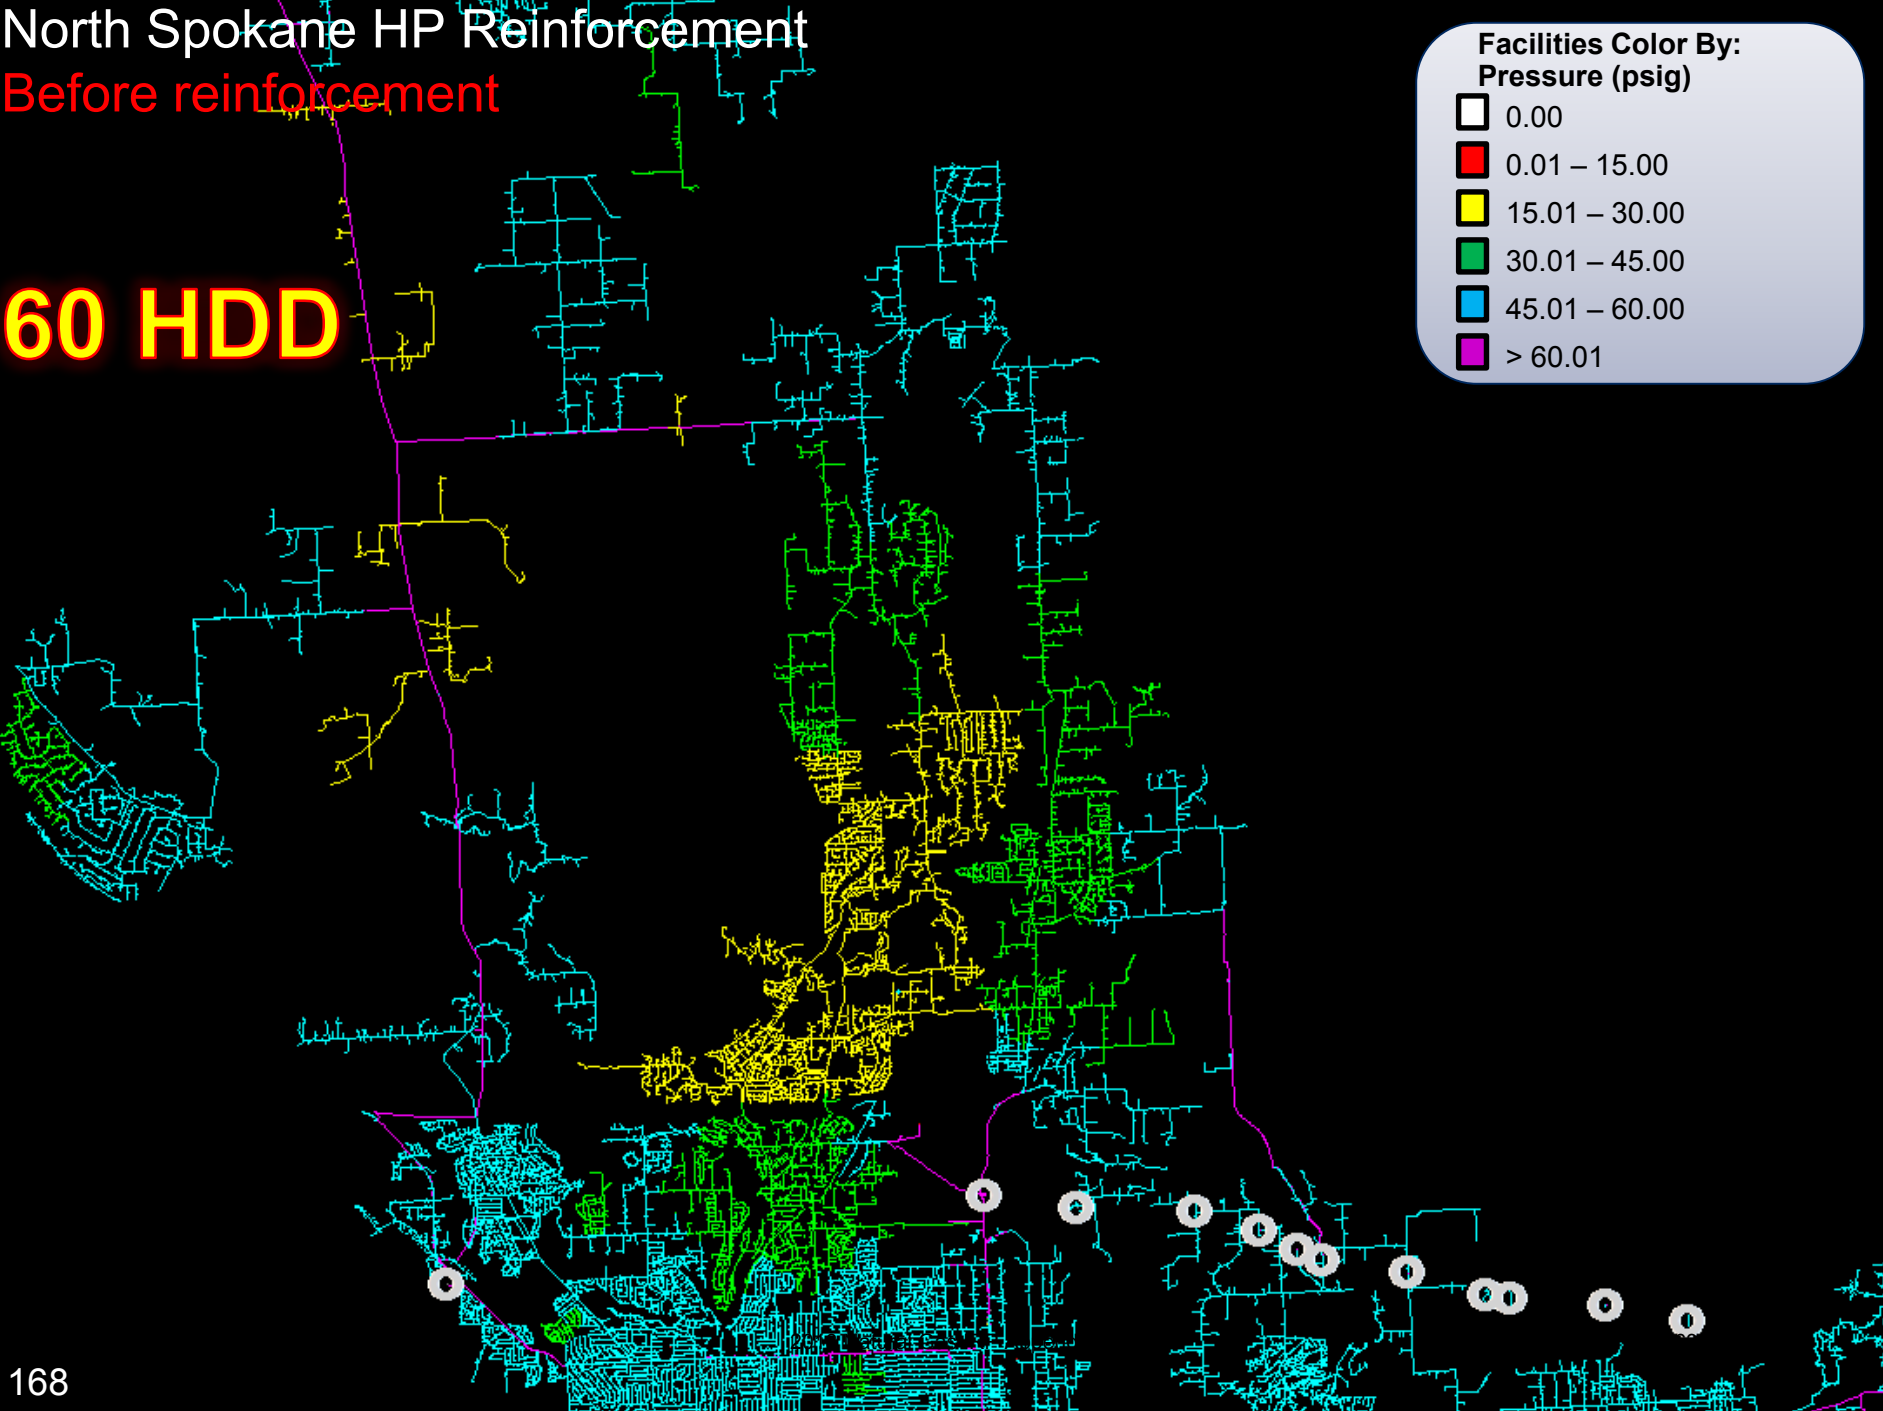 North Spokane HP Reinforcement
Before reinforcement
60 HDD
Facilities Color By:
Pressure (psig)
0.00
0.01 – 15.00
15.01 – 30.00
30.01 – 45.00
45.01 – 60.00
> 60.01
168